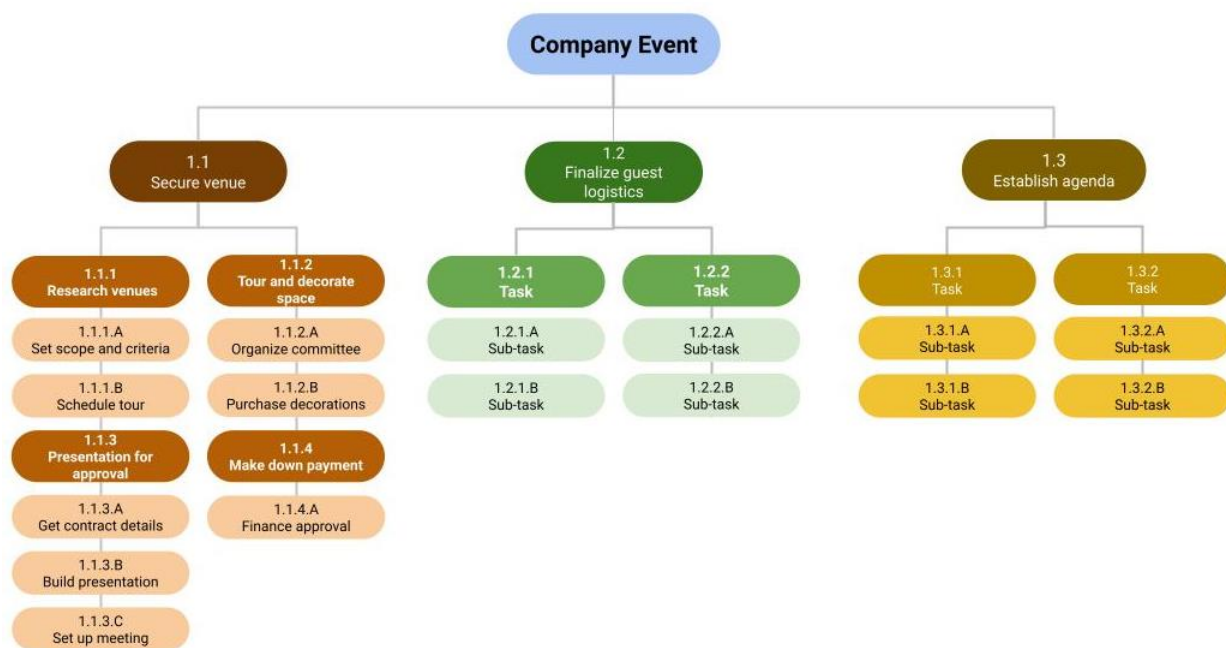 Company Event
1.1
Secure venue
1.2
Finalize guest
logistics
1.3
Establish agenda
1.1.1
Research venues
1.1.1.A
Set scope and criteria
1.1.1.B
Schedule tour
1.1.3
Presentation for
approval
1.1.3.A
Get contract details
1.1.3.B
Build presentation
1.1.3.C
Set up meeting
1.1.2
Tour and decorate
space
1.1.2.A
Organize committee
1.1.2.B
Purchase decorations
1.1.4
Make down payment
1.1.4.A
Finance approval
1.2.1
Task
1.2.1.A
Sub-task
1.2.1.B
Sub-task
1.2.2
Task
1.2.2.A
Sub-task
1.2.2.B
Sub-task
1.3.1
Task
1.3.1.A
Sub-task
1.3.1.B
Sub-task
1.3.2
Task
1.3.2.A
Sub-task
1.3.2.B
Sub-task